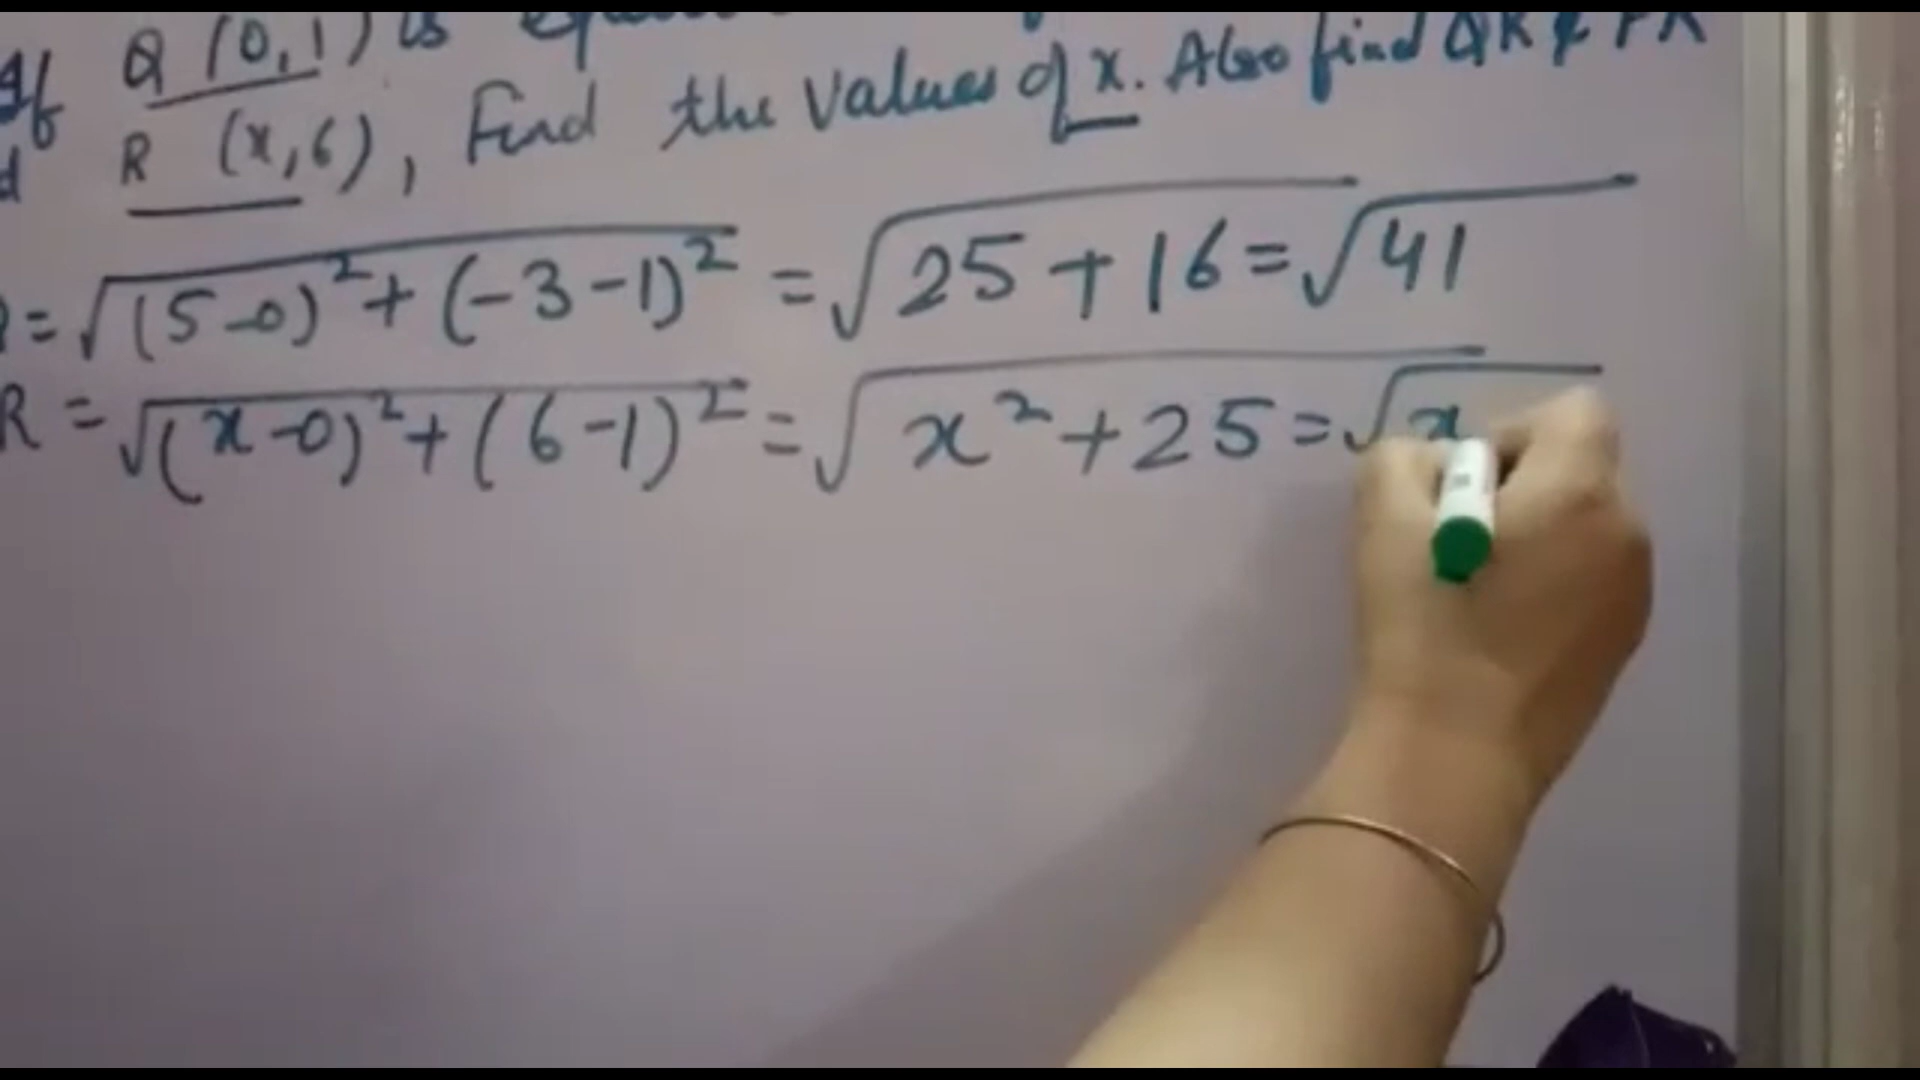 If Q (0,1) is
R (x,6), Find the values of x. Also find QR & PR
= √(5-0)² + (-3-1)² = √25 + 16 = √41
R = √(x-0)² + (6-1)² = √x² + 25 = √x